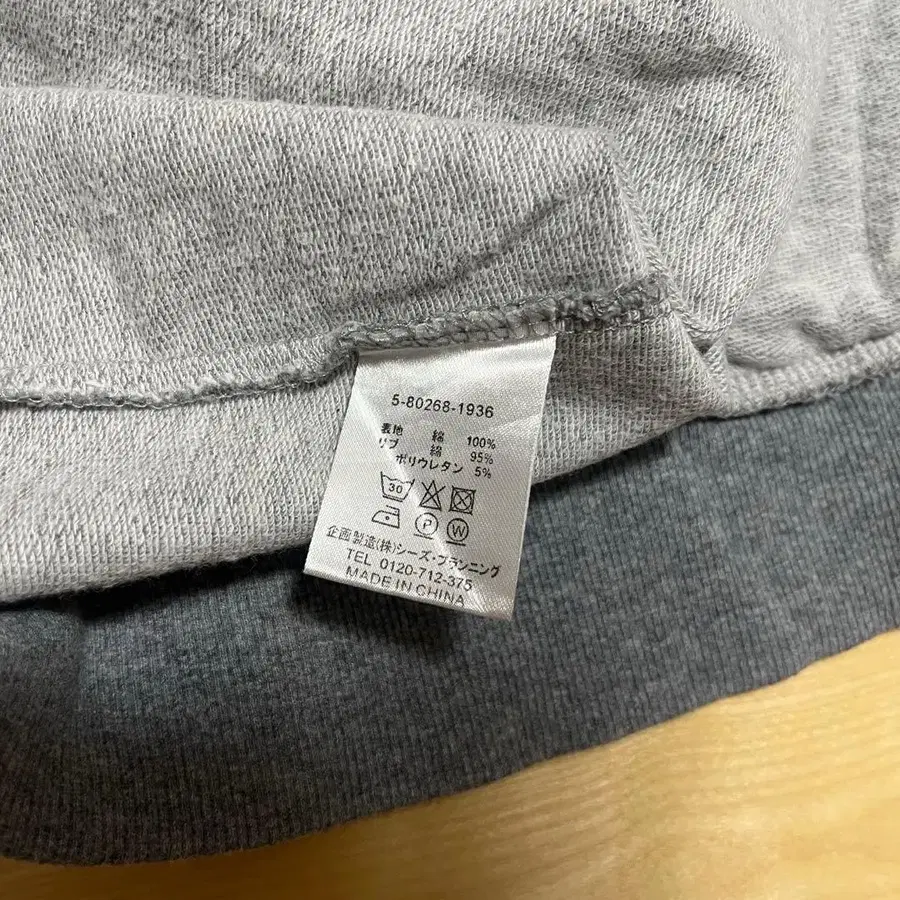 5-80268-1936
表地 綿 100%
リブ 綿 95%
ポリウレタン 5%
30
P W
企画製造(株)シーズ・プランニング
TEL 0120-712-375
MADE IN CHINA